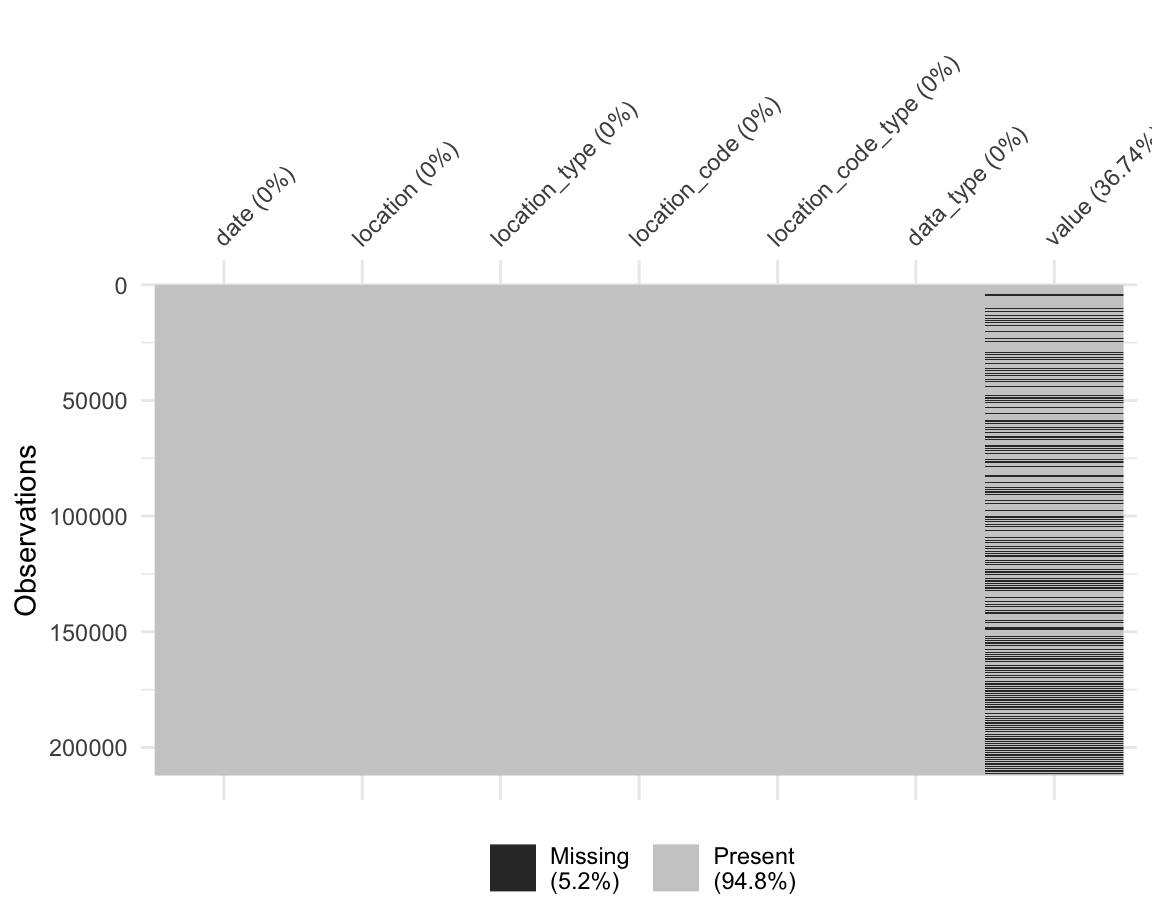 date (0%)
location (0%)
location_type (0%)
location_code (0%)
location_code_type (0%)
data_type (0%)
value (36.74%)
Observations
0
50000
100000
150000
200000
Missing
(5.2%)
Present
(94.8%)